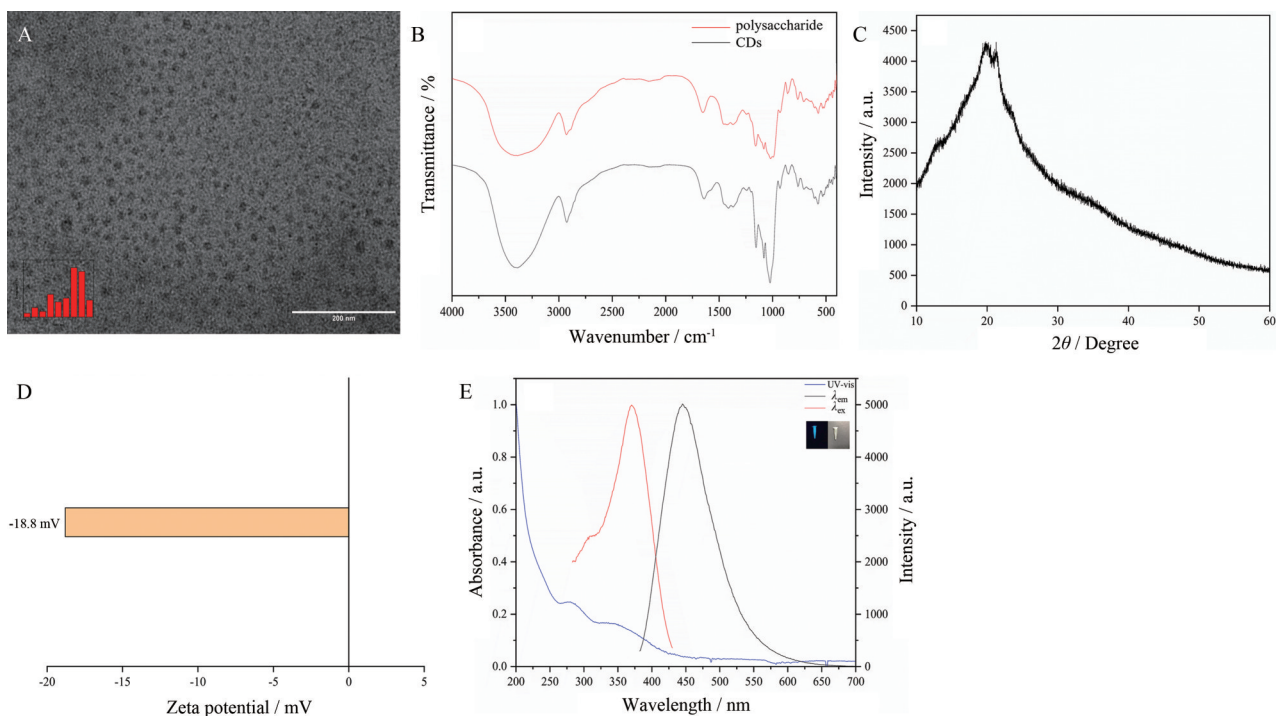 A
200 nm
B
polysaccharide
CDs
Transmittance / %
4000 3500 3000 2500 2000 1500 1000 500
Wavenumber / cm⁻¹
C
Intensity / a.u.
4500
4000
3500
3000
2500
2000
1500
1000
500
0
10 20 30 40 50 60
2θ / Degree
D
-18.8 mV
-20 -15 -10 -5 0 5
Zeta potential / mV
E
UV-vis
λem
λex
Absorbance / a.u.
1.0
0.8
0.6
0.4
0.2
0.0
Intensity / a.u.
5000
4000
3000
2000
1000
0
200 250 300 350 400 450 500 550 600 650 700
Wavelength / nm